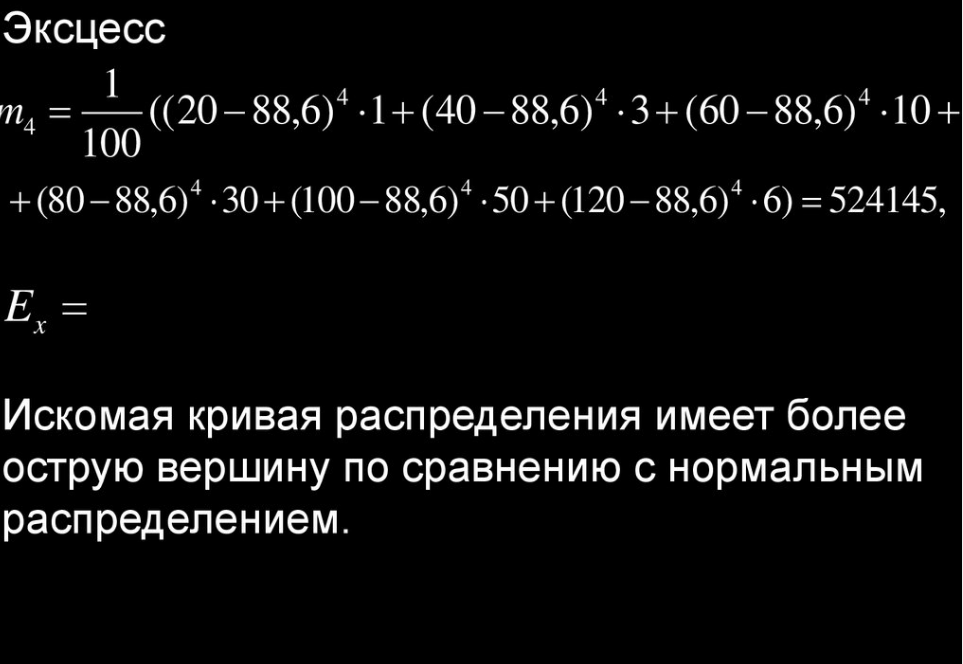 Эксцесс
m₄ = 1/100 ((20 − 88,6)⁴ · 1 + (40 − 88,6)⁴ · 3 + (60 − 88,6)⁴ · 10 +
+ (80 − 88,6)⁴ · 30 + (100 − 88,6)⁴ · 50 + (120 − 88,6)⁴ · 6) = 524145,
Eₓ =
Искомая кривая распределения имеет более
острую вершину по сравнению с нормальным
распределением.